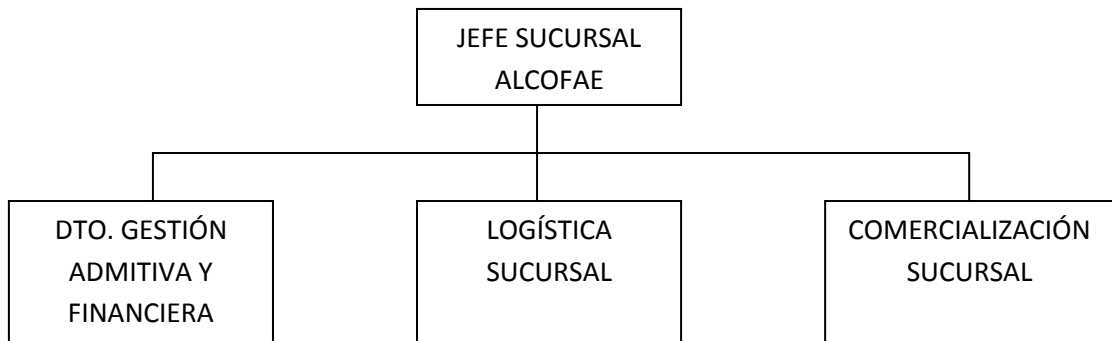 JEFE SUCURSAL
ALCOFAE
DTO. GESTIÓN
ADMITIVA Y
FINANCIERA
LOGÍSTICA
SUCURSAL
COMERCIALIZACIÓN
SUCURSAL